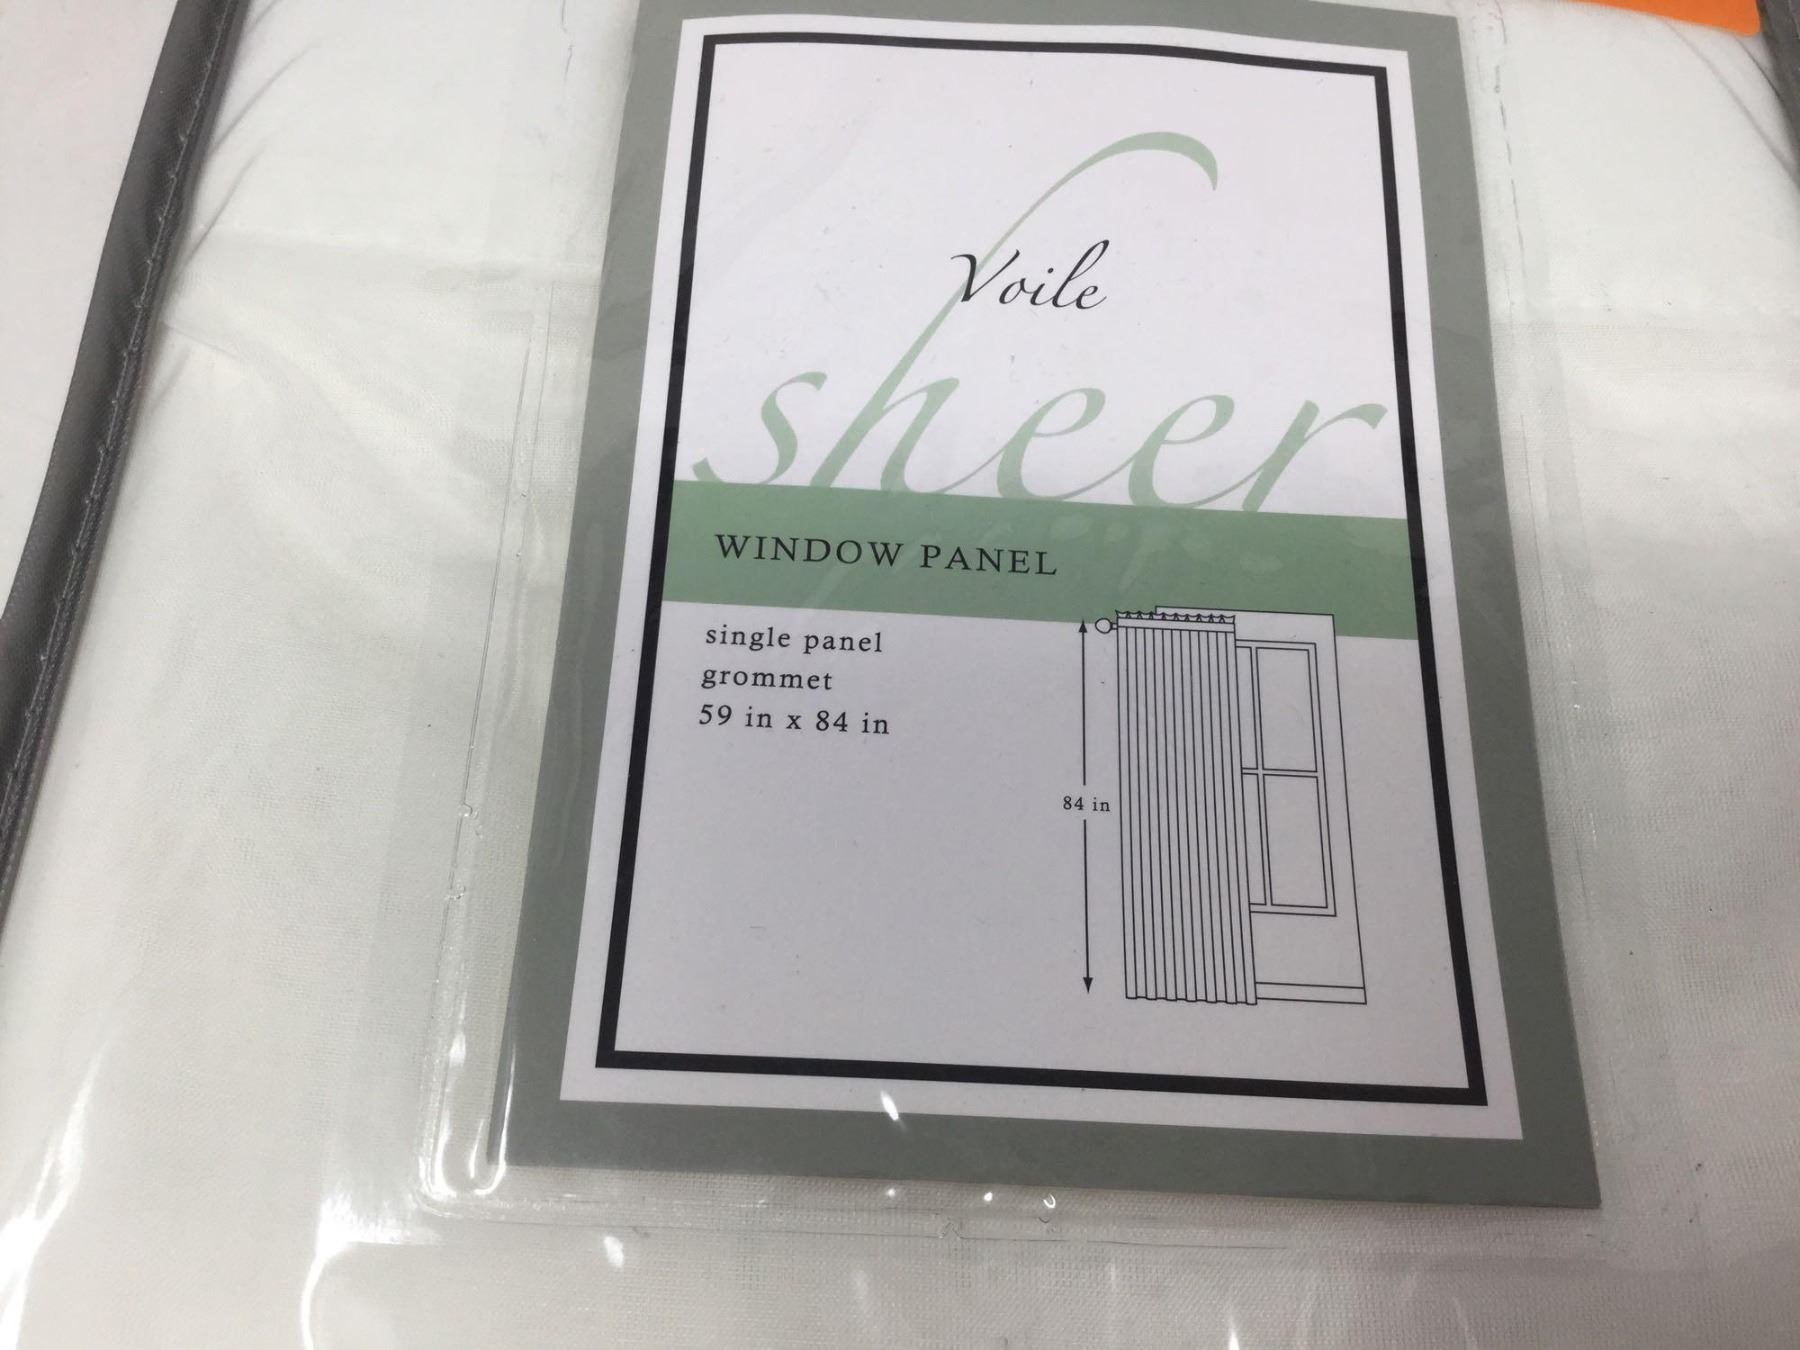 Voile
sheer
WINDOW PANEL
single panel
grommet
59 in x 84 in
84 in